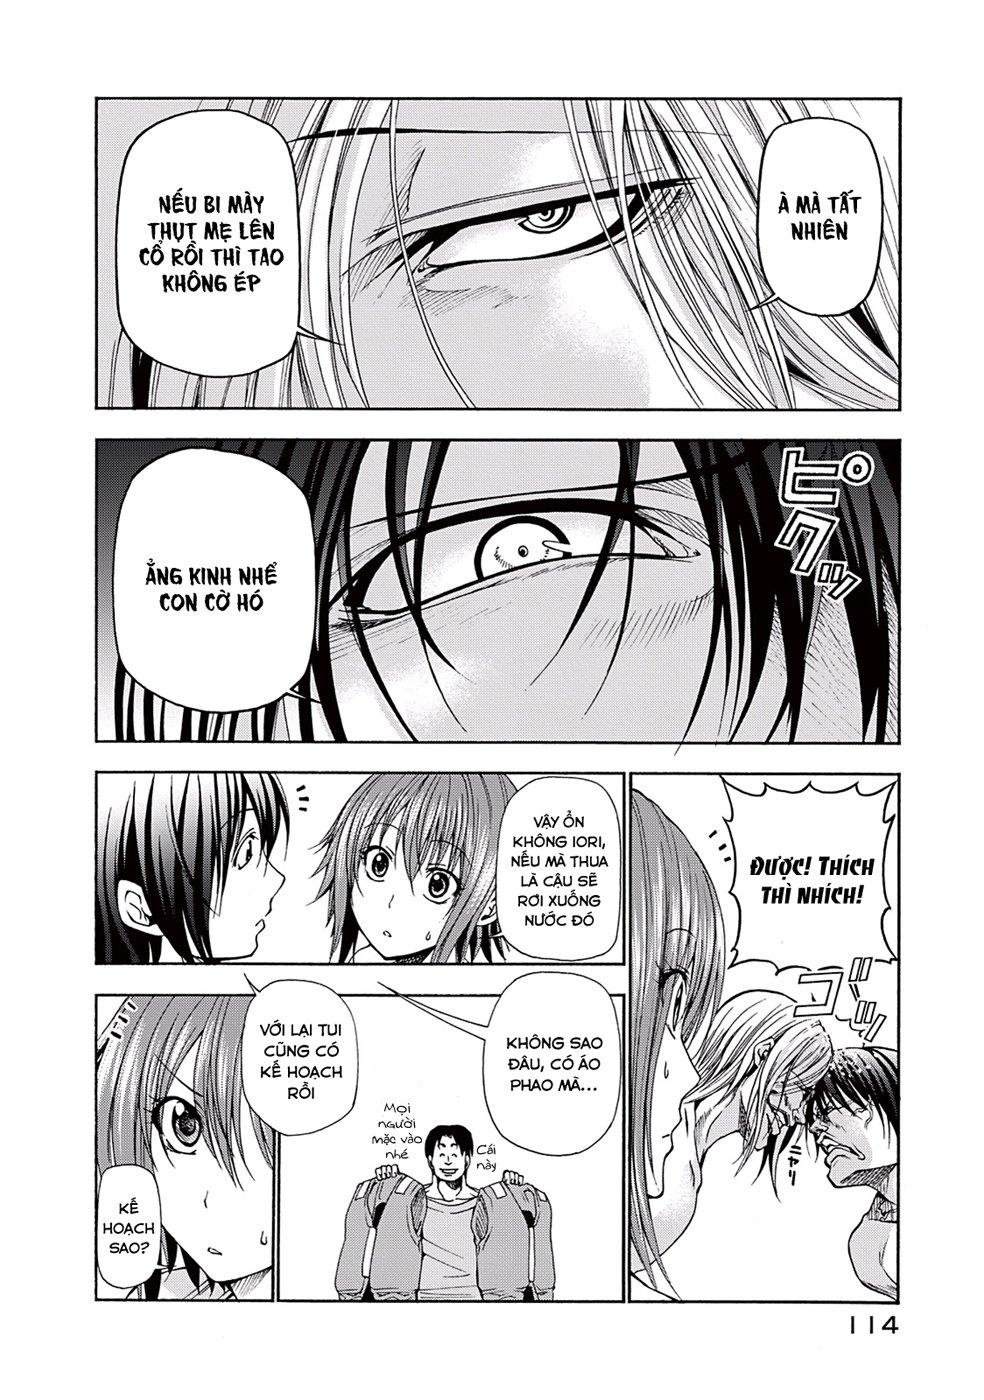 À MÀ TẤT
NHIÊN
NẾU BI MÀY
THỤT MẸ LÊN
CỔ RỒI THÌ TAO
KHÔNG ÉP
ピクッ
ẲNG KINH NHỂ
CON CỜ HÓ
ĐƯỢC! THÍCH
THÌ NHÍCH!
ゴッ
ニヤリ
VẬY ỔN
KHÔNG IORI,
NẾU MÀ THUA
LÀ CẬU SẼ
RƠI XUỐNG
NƯỚC ĐÓ
KHÔNG SAO
ĐÂU, CÓ ÁO
PHAO MÀ...
Mọi
người
mặc vào
nhé
Cái
này
VỚI LẠI TUI
CŨNG CÓ
KẾ HOẠCH
RỒI
KẾ
HOẠCH
SAO?
114